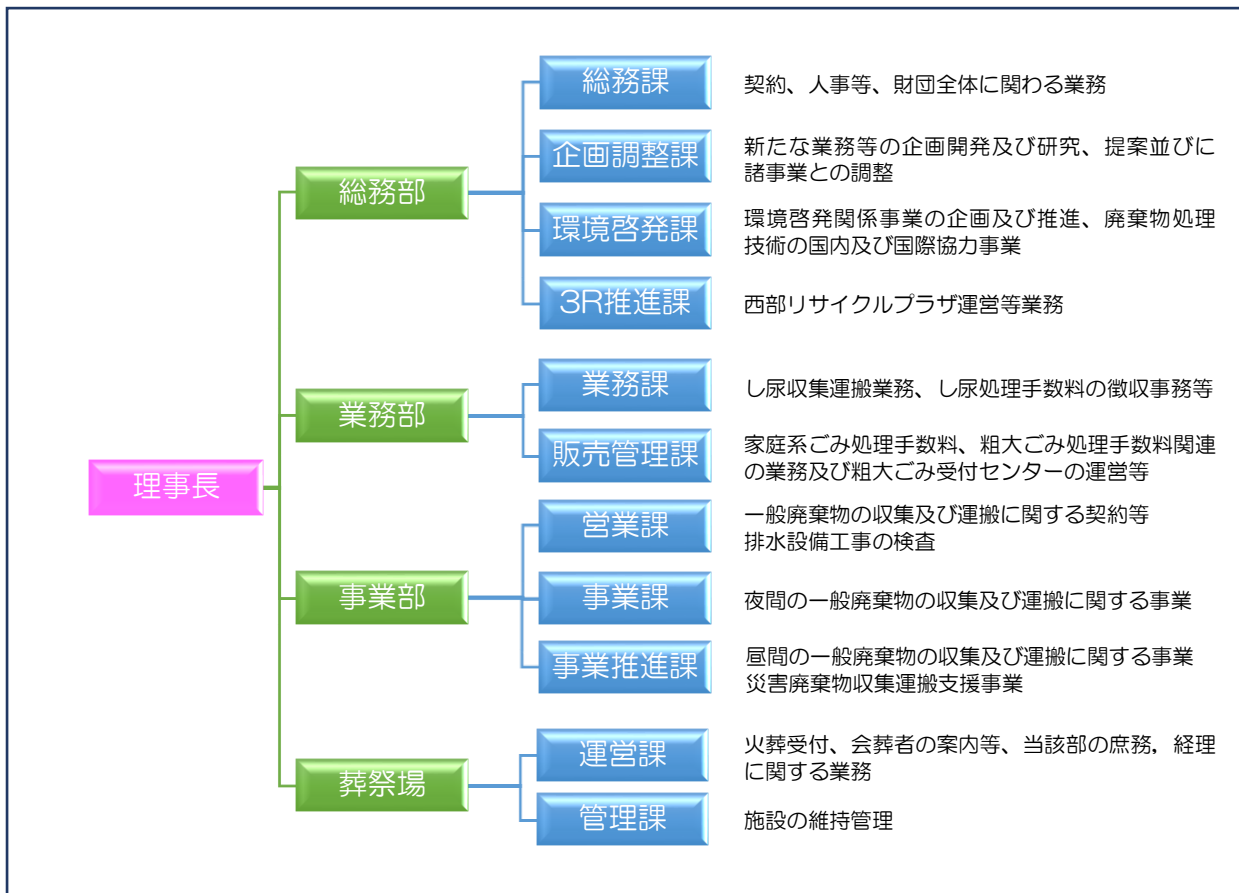 理事長
総務部
総務課
契約、人事等、財団全体に関わる業務
企画調整課
新たな業務等の企画開発及び研究、提案並びに
諸事業との調整
環境啓発課
環境啓発関係事業の企画及び推進、廃棄物処理
技術の国内及び国際協力事業
3R推進課
西部リサイクルプラザ運営等業務
業務部
業務課
し尿収集運搬業務、し尿処理手数料の徴収事務等
販売管理課
家庭系ごみ処理手数料、粗大ごみ処理手数料関連
の業務及び粗大ごみ受付センターの運営等
事業部
営業課
一般廃棄物の収集及び運搬に関する契約等
排水設備工事の検査
事業課
夜間の一般廃棄物の収集及び運搬に関する事業
事業推進課
昼間の一般廃棄物の収集及び運搬に関する事業
災害廃棄物収集運搬支援事業
葬祭場
運営課
火葬受付、会葬者の案内等、当該部の庶務，経理
に関する業務
管理課
施設の維持管理